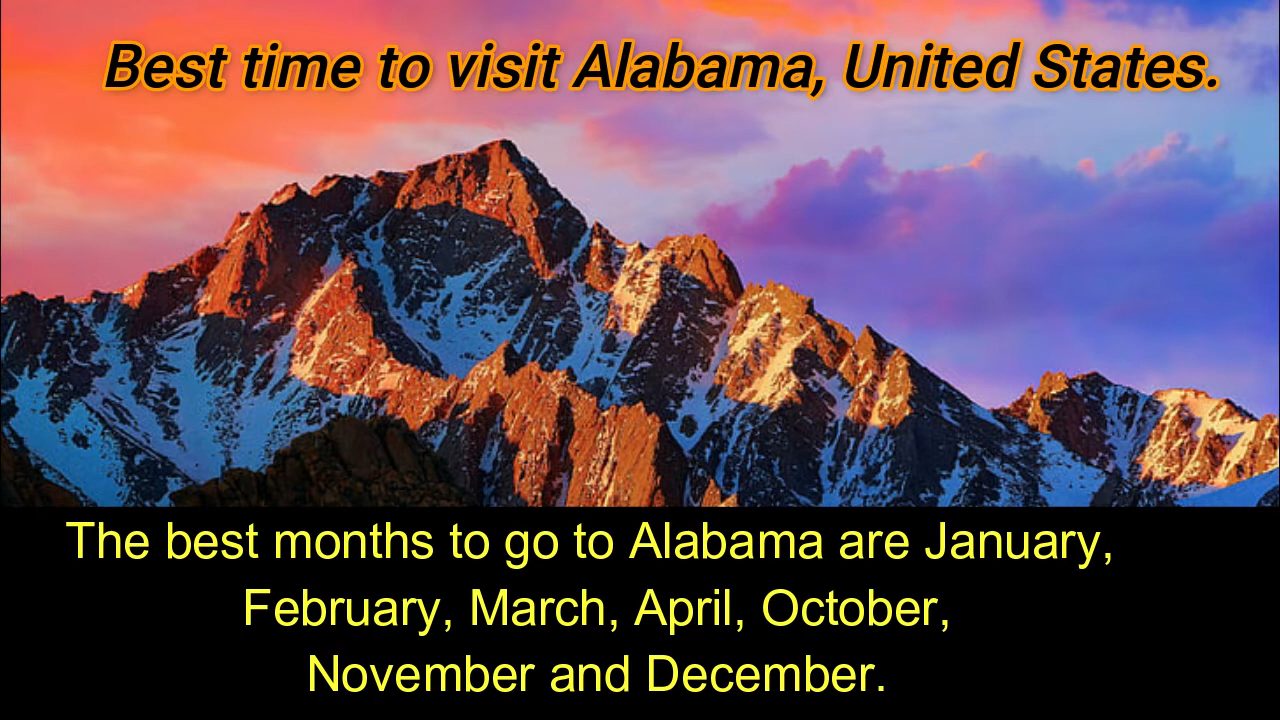 Best time to visit Alabama, United States.
The best months to go to Alabama are January,
February, March, April, October,
November and December.